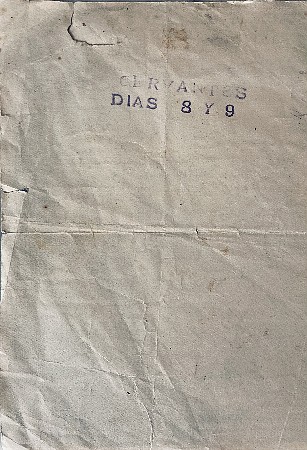 CERVANTES
DIAS 8 Y 9